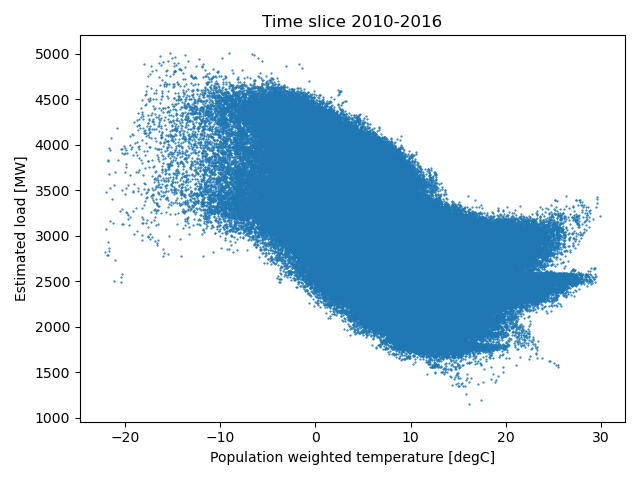 Time slice 2010-2016
Estimated load [MW]
5000
4500
4000
3500
3000
2500
2000
1500
1000
−20 −10 0 10 20 30
Population weighted temperature [degC]